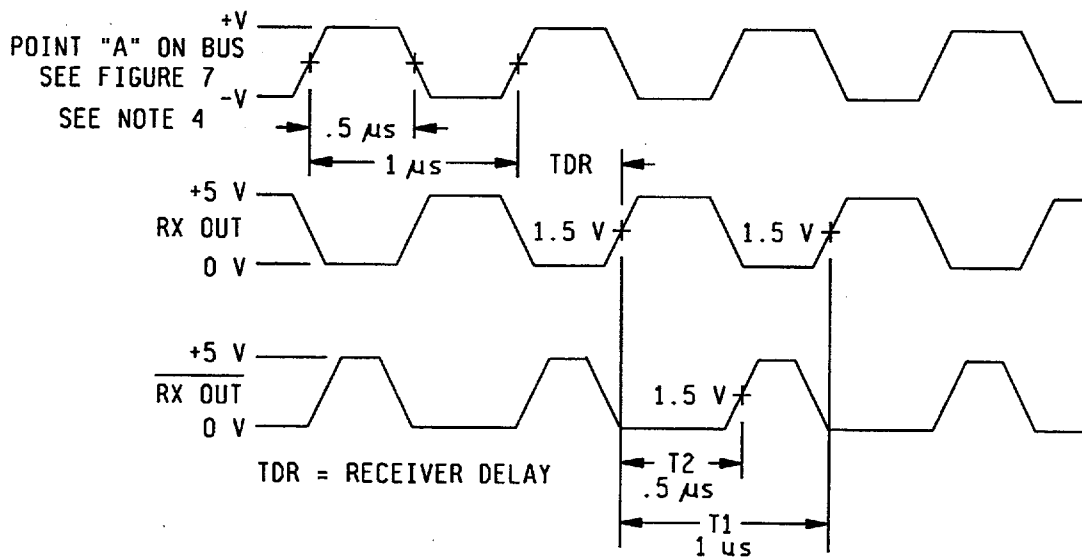 +V
POINT "A" ON BUS
SEE FIGURE 7
-V
SEE NOTE 4
.5 μs
1 μs
TDR
+5 V
RX OUT
1.5 V
1.5 V
0 V
+5 V
RX OUT
1.5 V
0 V
TDR = RECEIVER DELAY
T2
.5 μs
T1
1 μs